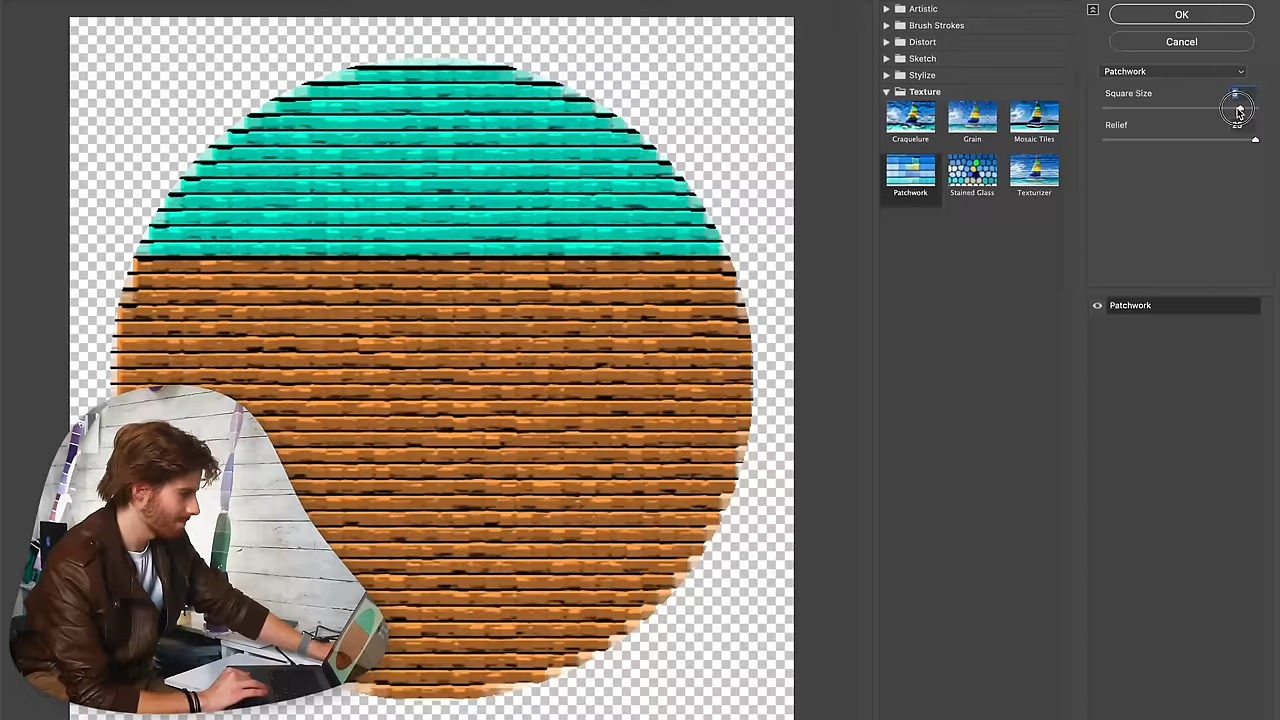 Artistic
Brush Strokes
Distort
Sketch
Stylize
Texture
Craquelure
Grain
Mosaic Tiles
Patchwork
Stained Glass
Texturizer
OK
Cancel
Patchwork
Square Size
Relief
Patchwork